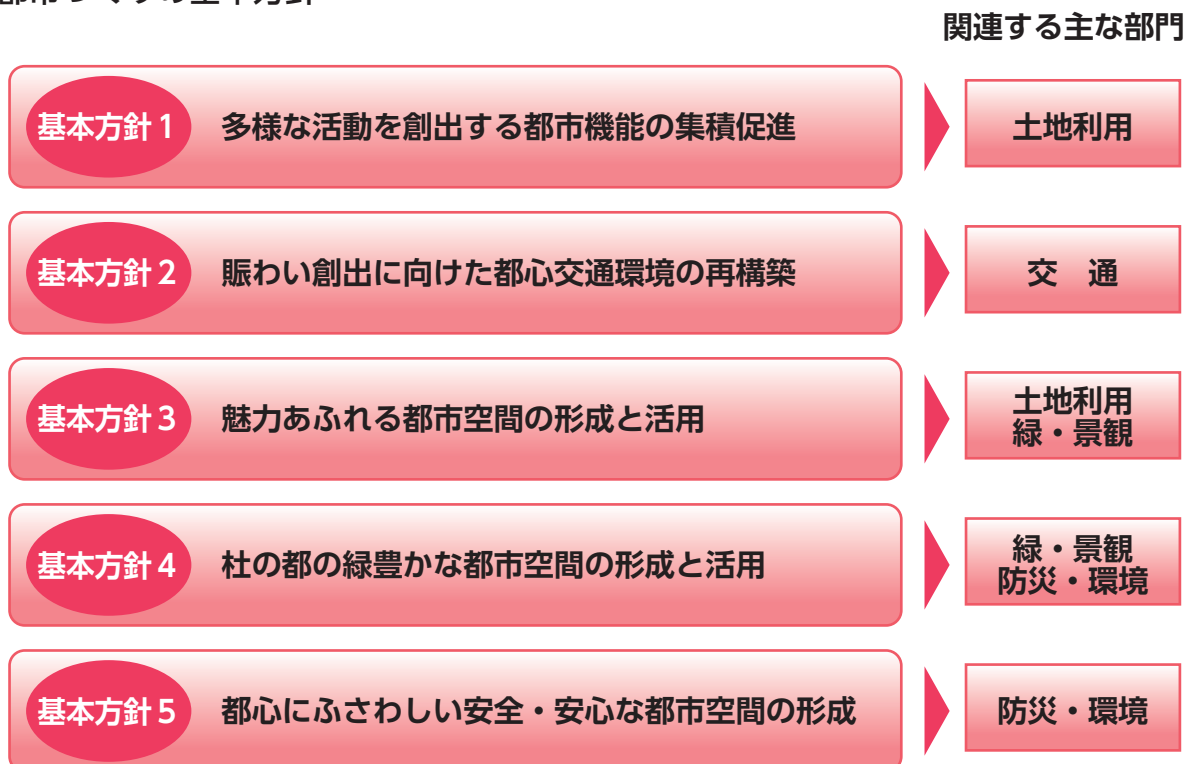 関連する主な部門
基本方針1 多様な活動を創出する都市機能の集積促進 土地利用
基本方針2 賑わい創出に向けた都心交通環境の再構築 交　通
基本方針3 魅力あふれる都市空間の形成と活用 土地利用
緑・景観
基本方針4 杜の都の緑豊かな都市空間の形成と活用 緑・景観
防災・環境
基本方針5 都心にふさわしい安全・安心な都市空間の形成 防災・環境